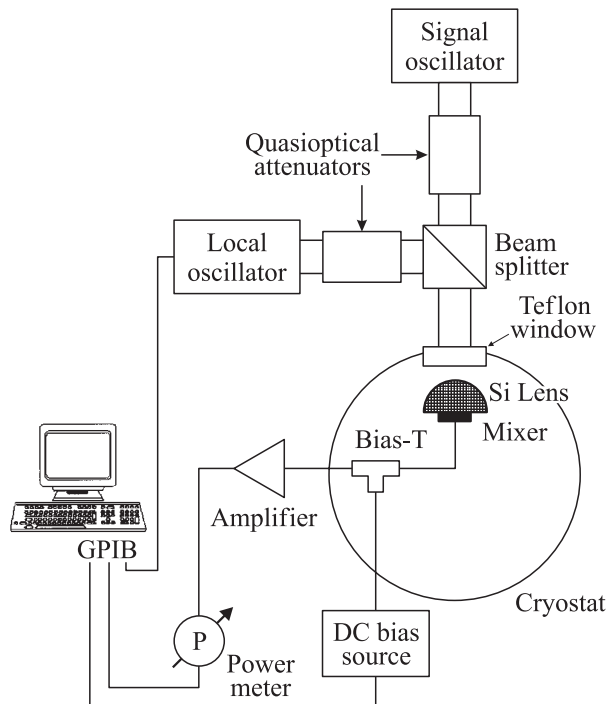 Signal
oscillator
Quasioptical
attenuators
Local
oscillator
Beam
splitter
Teflon
window
Si Lens
Mixer
Bias-T
Amplifier
GPIB
Cryostat
P
Power
meter
DC bias
source